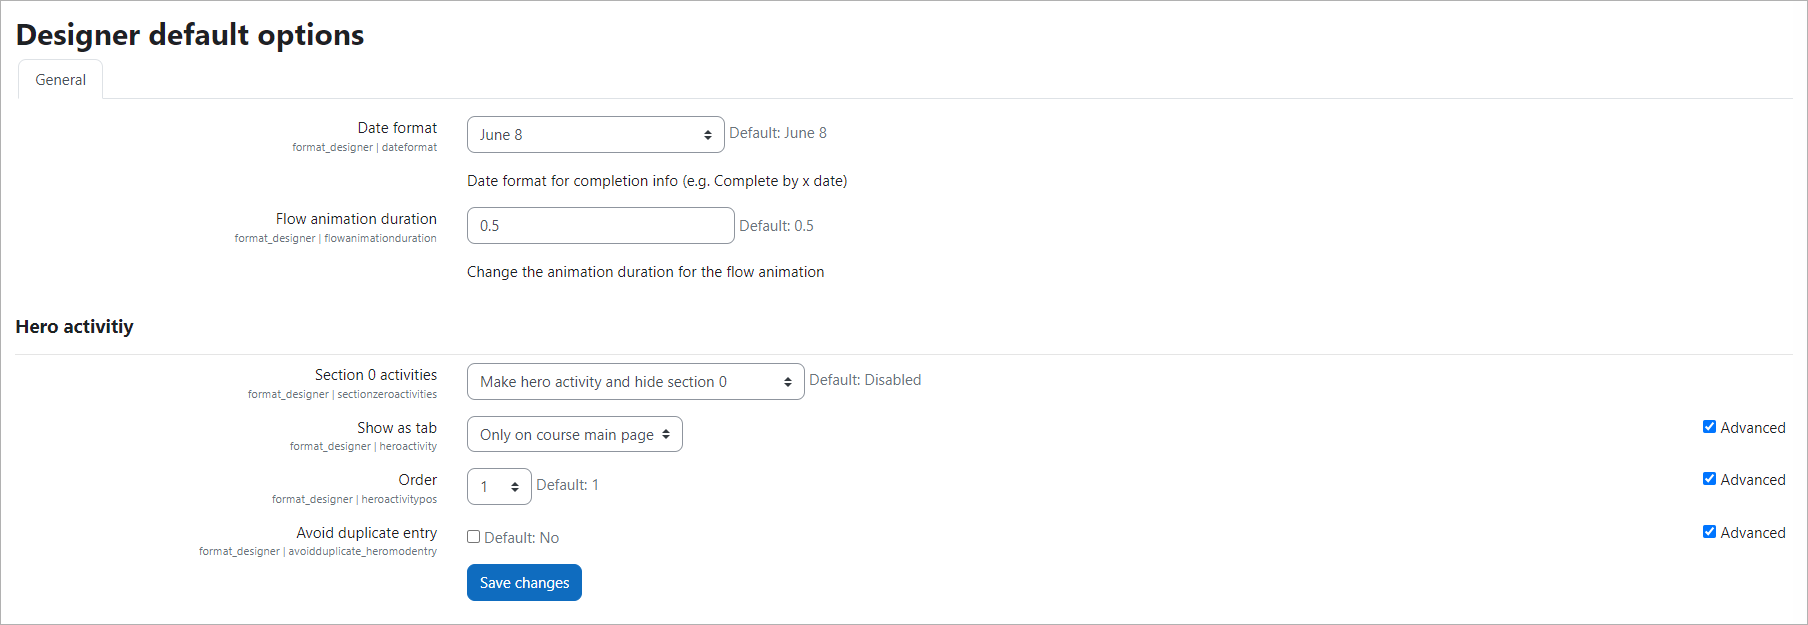 Designer default options
General
Date format
format_designer | dateformat
June 8
Default: June 8
Date format for completion info (e.g. Complete by x date)
Flow animation duration
format_designer | flowanimationduration
0.5
Default: 0.5
Change the animation duration for the flow animation
Hero activitiy
Section 0 activities
format_designer | sectionzeroactivities
Make hero activity and hide section 0
Default: Disabled
Show as tab
format_designer | heroactivity
Only on course main page
Advanced
Order
format_designer | heroactivitypos
1
Default: 1
Advanced
Avoid duplicate entry
format_designer | avoidduplicate_heromodentry
Default: No
Advanced
Save changes